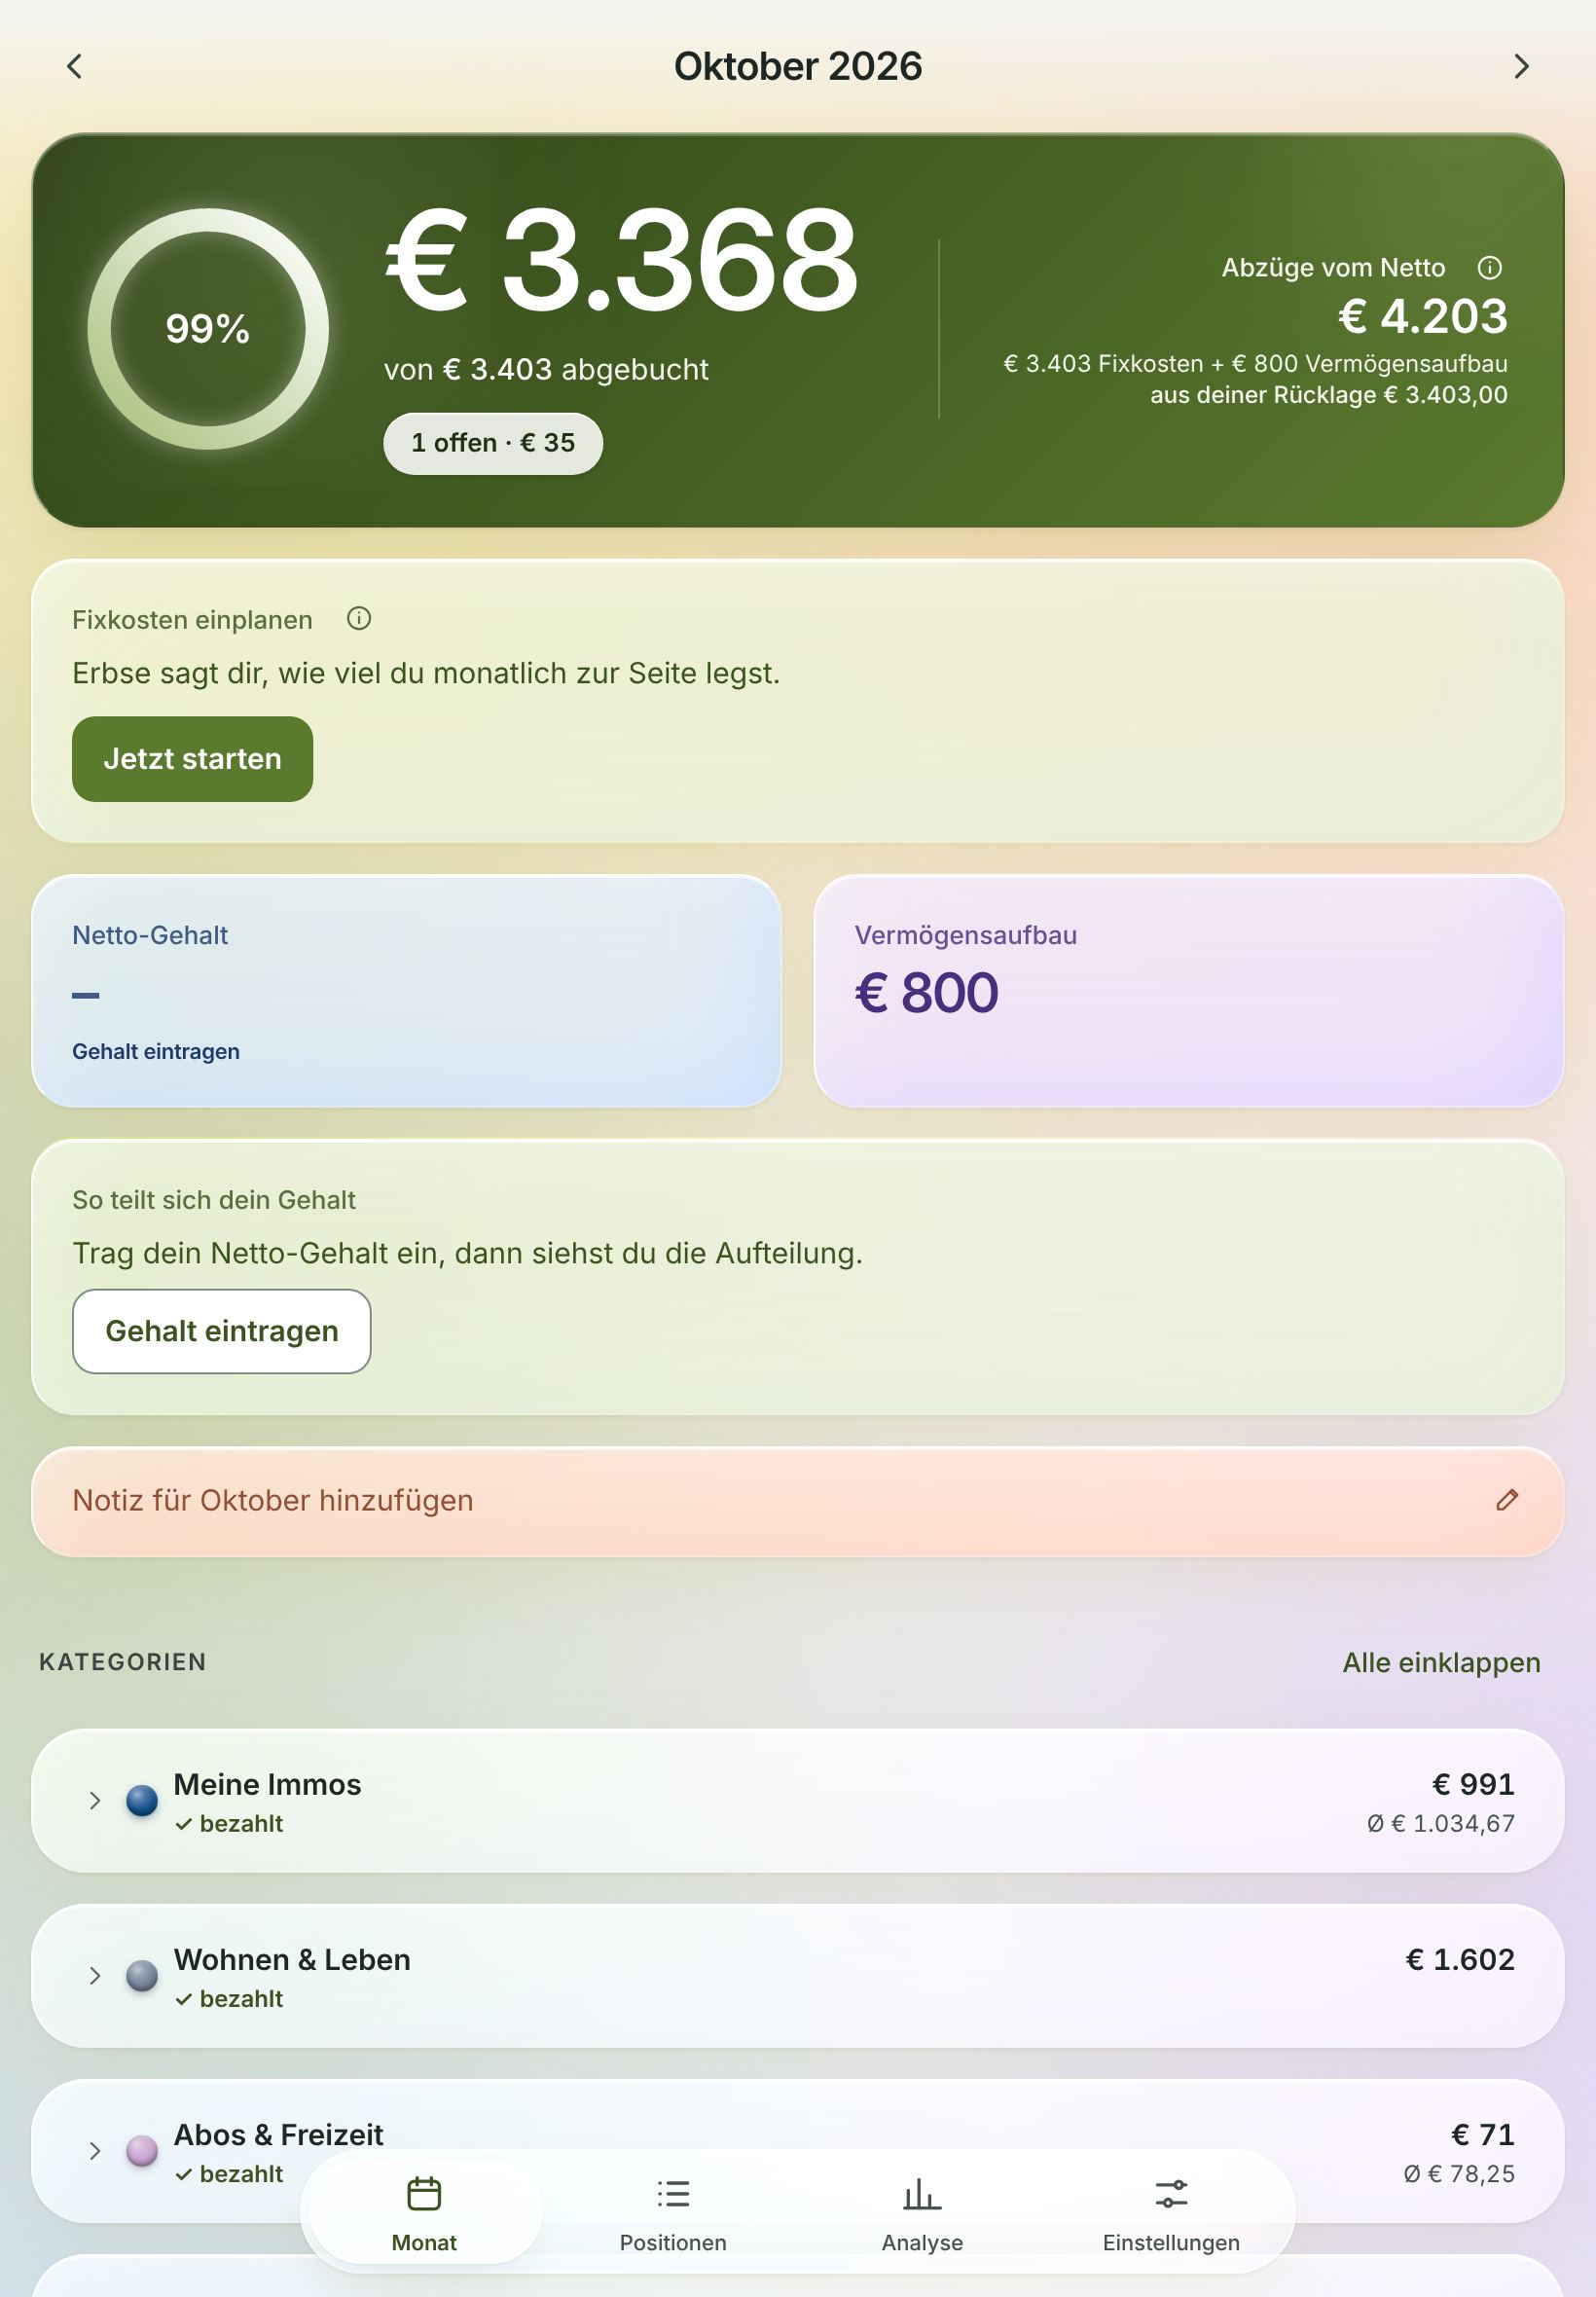 Oktober 2026
99%
€ 3.368
von € 3.403 abgebucht
1 offen · € 35
Abzüge vom Netto
€ 4.203
€ 3.403 Fixkosten + € 800 Vermögensaufbau
aus deiner Rücklage € 3.403,00
Fixkosten einplanen
Erbse sagt dir, wie viel du monatlich zur Seite legst.
Jetzt starten
Netto-Gehalt
–
Gehalt eintragen
Vermögensaufbau
€ 800
So teilt sich dein Gehalt
Trag dein Netto-Gehalt ein, dann siehst du die Aufteilung.
Gehalt eintragen
Notiz für Oktober hinzufügen
KATEGORIEN
Alle einklappen
Meine Immos
€ 991
✓ bezahlt
Ø € 1.034,67
Wohnen & Leben
€ 1.602
✓ bezahlt
Abos & Freizeit
€ 71
✓ bezahlt
Ø € 78,25
Monat
Positionen
Analyse
Einstellungen